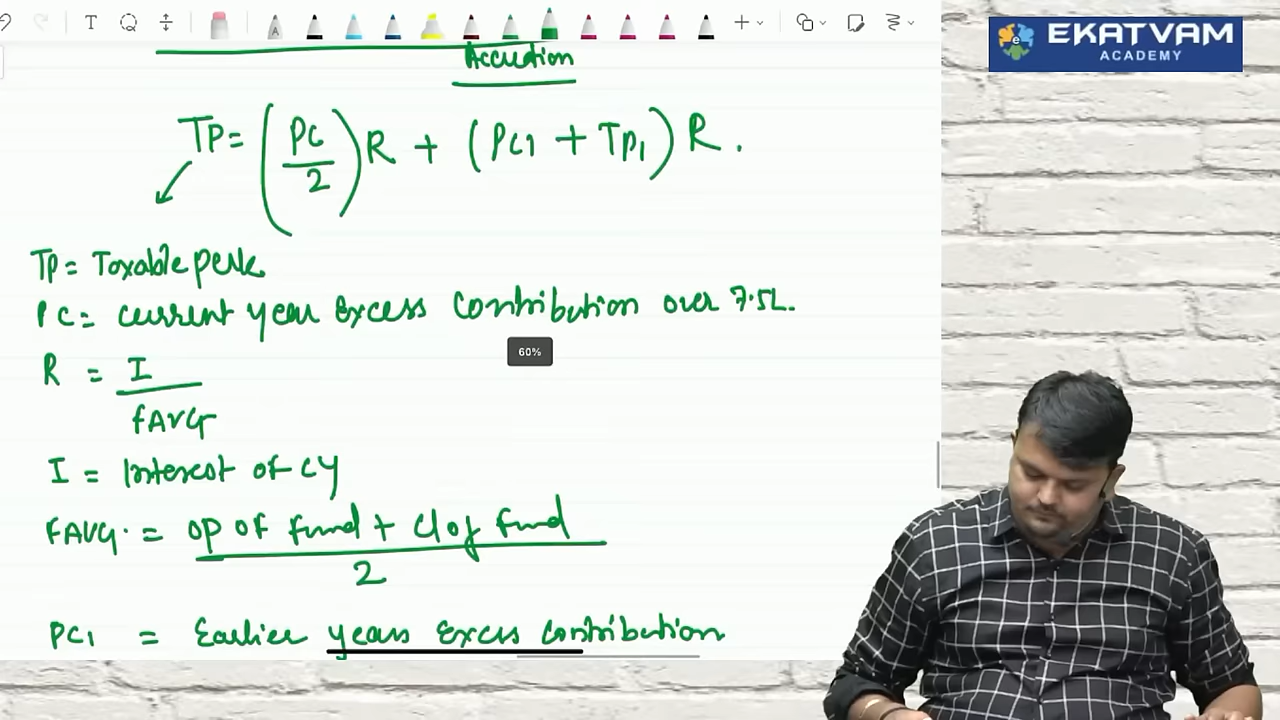 EKATVAM
ACADEMY
Accretion
TP = (PC/2) R + (PC1 + TP1) R.
TP = Taxable perk
PC = current year Excess Contribution over 7.5L.
R = I / fAVG
60%
I = Interest of CY
fAVG. = op of fund + Cl of fund / 2
PC1 = Earlier years Excess Contribution